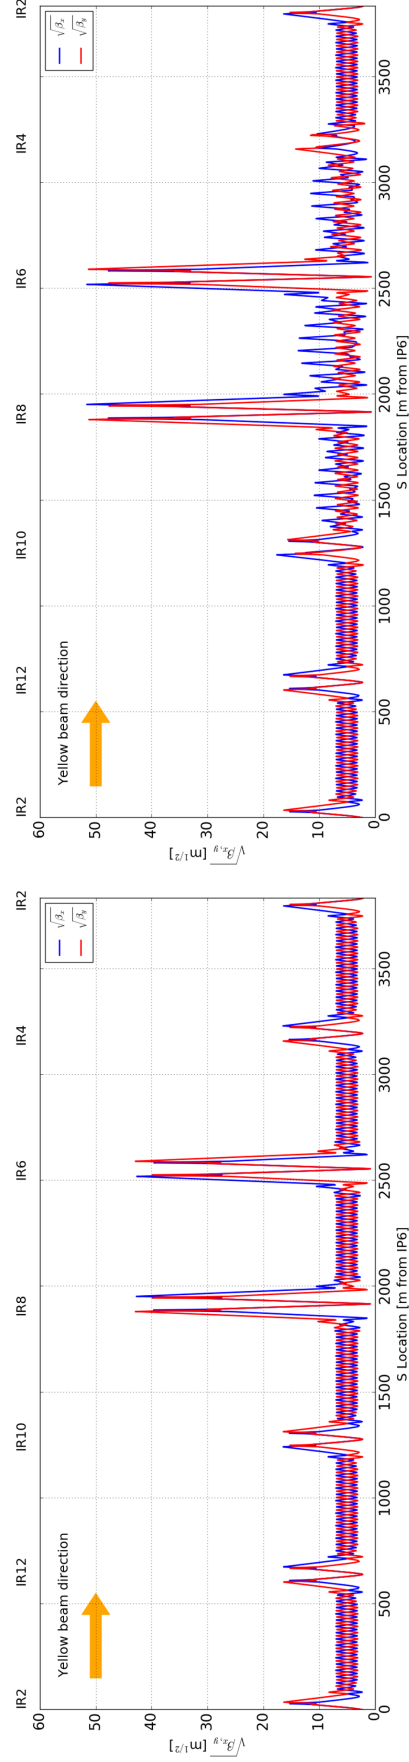 IR2 IR12 IR10 IR8 IR6 IR4 IR2
60
50
40
30
20
10
0
√β_{x,y} [m^{1/2}]
Yellow beam direction
√β_x
√β_y
0 500 1000 1500 2000 2500 3000 3500
S Location [m from IP6]
IR2 IR12 IR10 IR8 IR6 IR4 IR2
60
50
40
30
20
10
0
√β_{x,y} [m^{1/2}]
Yellow beam direction
√β_x
√β_y
0 500 1000 1500 2000 2500 3000 3500
S Location [m from IP6]